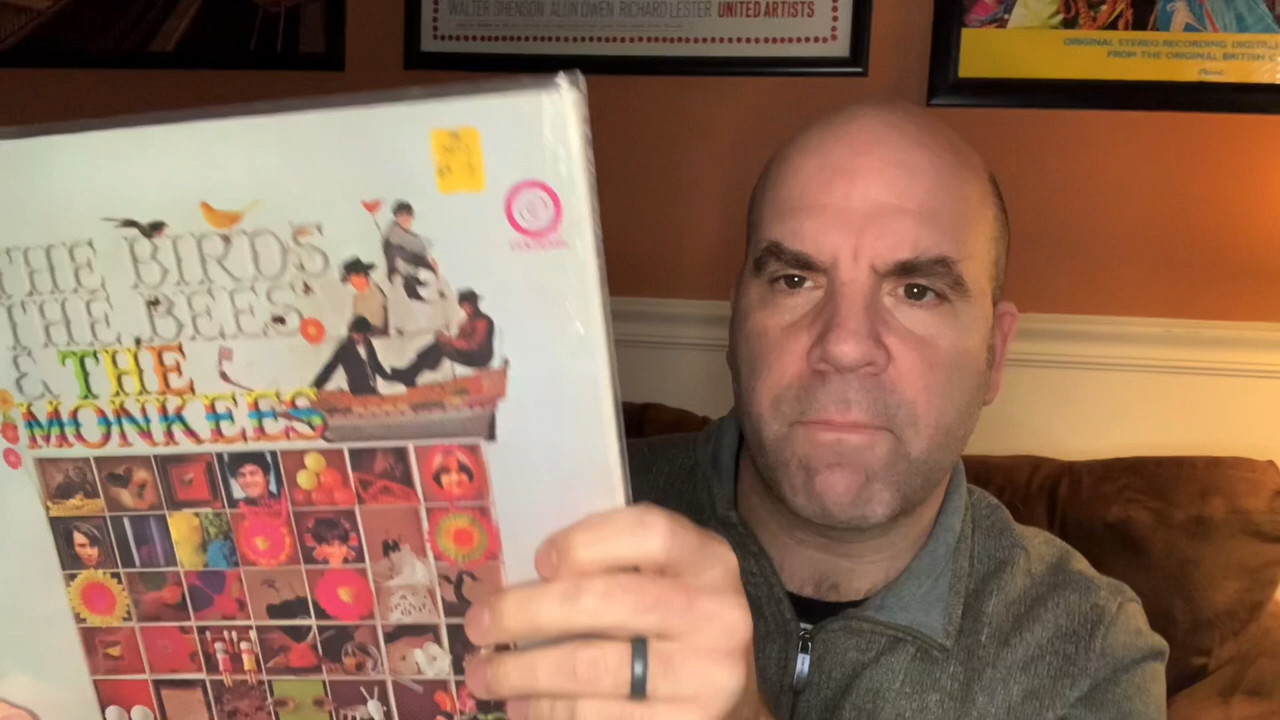 WALTER SHENSON ALUN OWEN RICHARD LESTER UNITED ARTISTS
ORIGINAL STEREO RECORDING DIGITAL
FROM THE ORIGINAL BRITISH
THE BIRDS
THE BEES
& THE
MONKEES